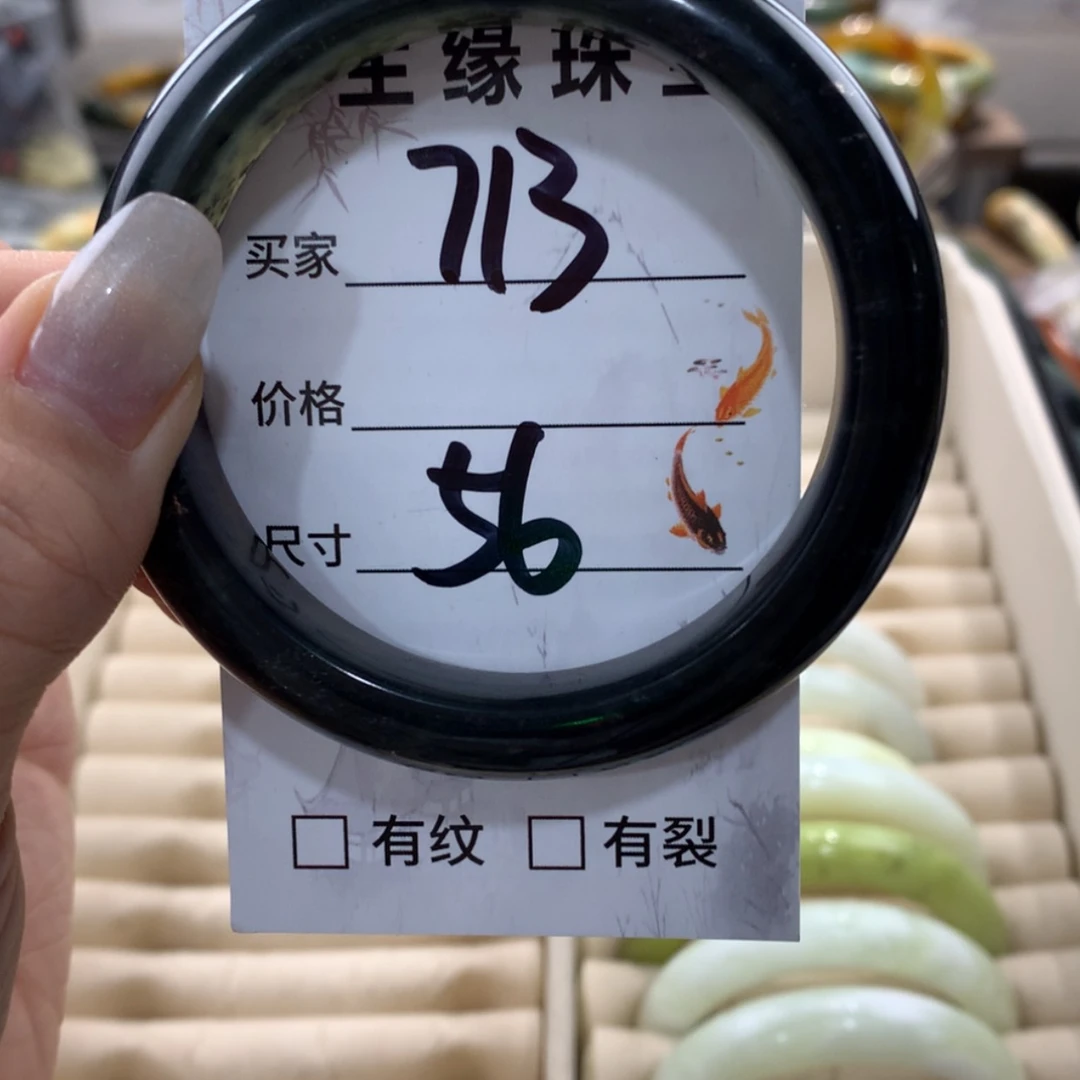 缘珠
买家 713
价格
尺寸 56
□ 有纹 □ 有裂